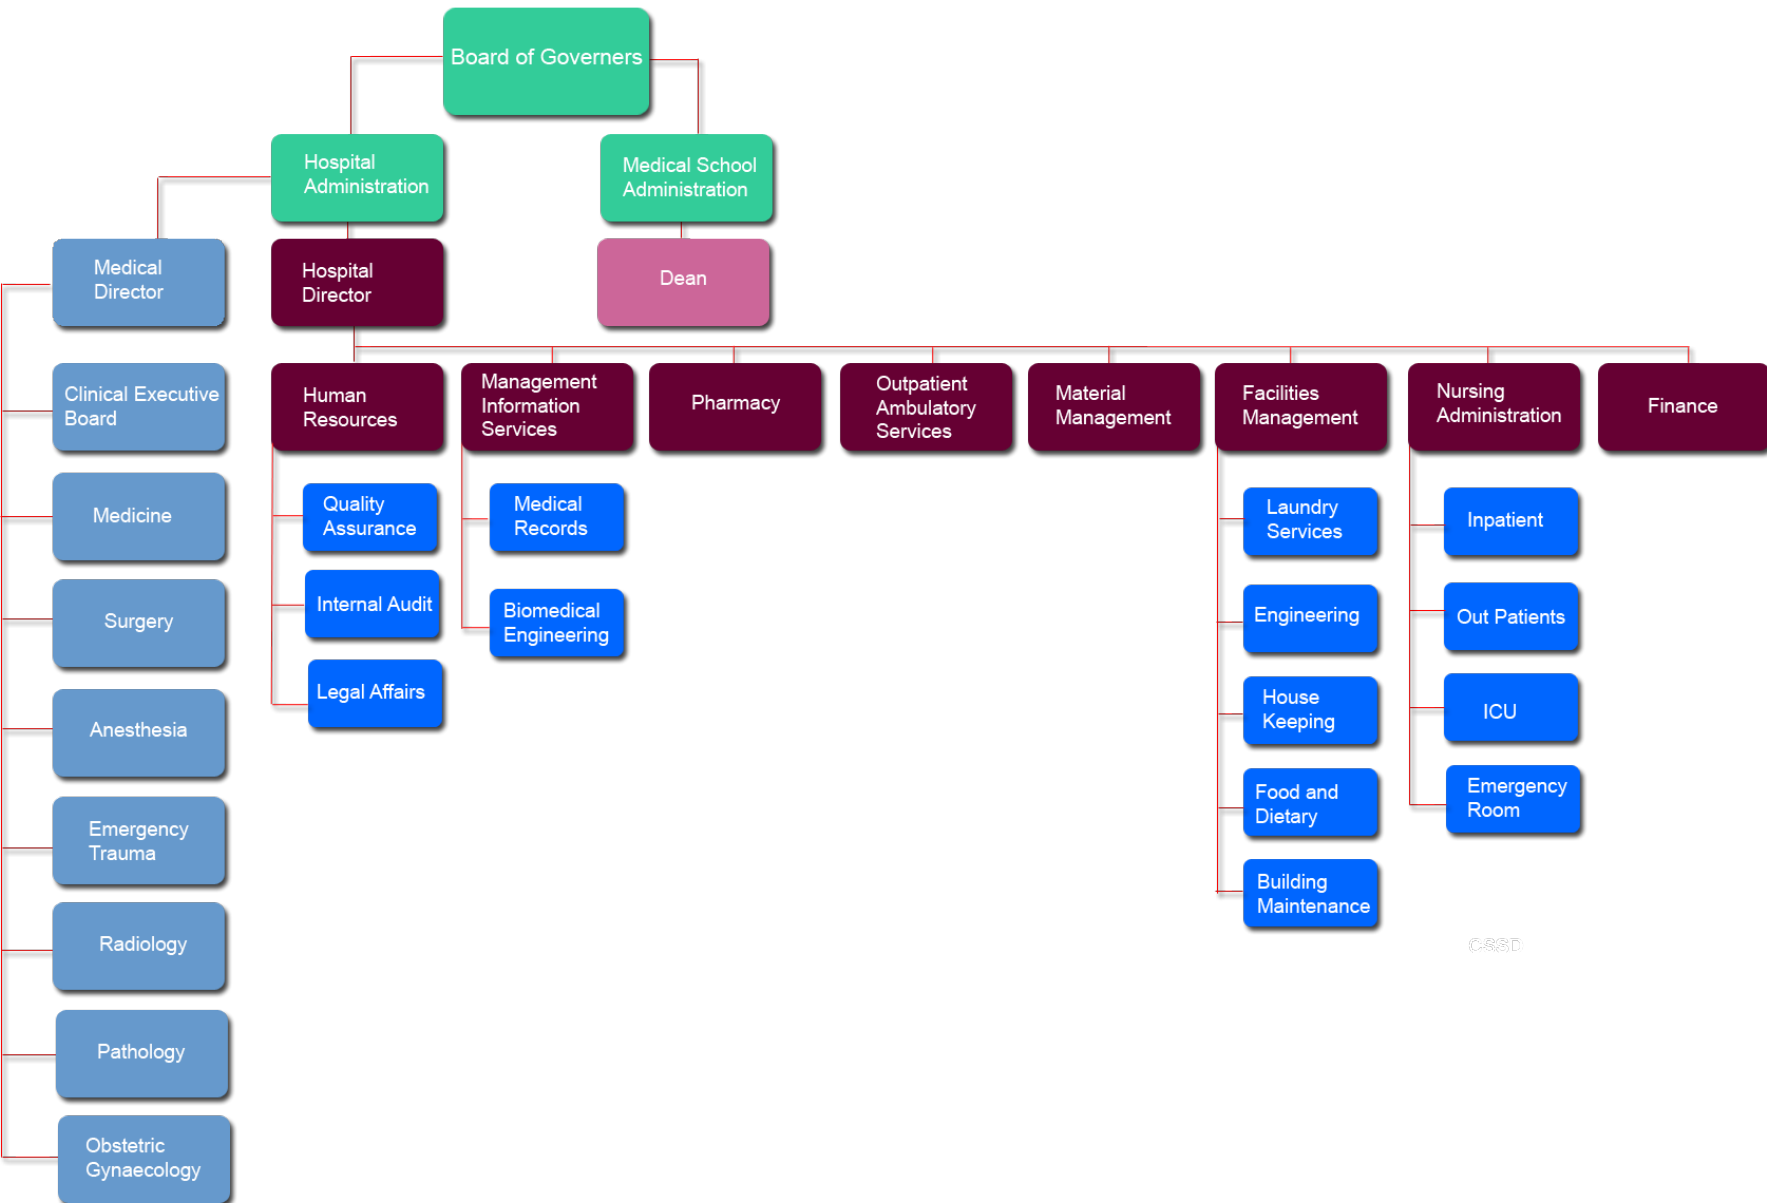 Board of Governers
Hospital
Administration
Medical School
Administration
Medical
Director
Hospital
Director
Dean
Clinical Executive
Board
Human
Resources
Management
Information
Services
Pharmacy
Outpatient
Ambulatory
Services
Material
Management
Facilities
Management
Nursing
Administration
Finance
Medicine
Surgery
Anesthesia
Emergency
Trauma
Radiology
Pathology
Obstetric
Gynaecology
Quality
Assurance
Internal Audit
Legal Affairs
Medical
Records
Biomedical
Engineering
Laundry
Services
Engineering
House
Keeping
Food and
Dietary
Building
Maintenance
Inpatient
Out Patients
ICU
Emergency
Room
CSSD